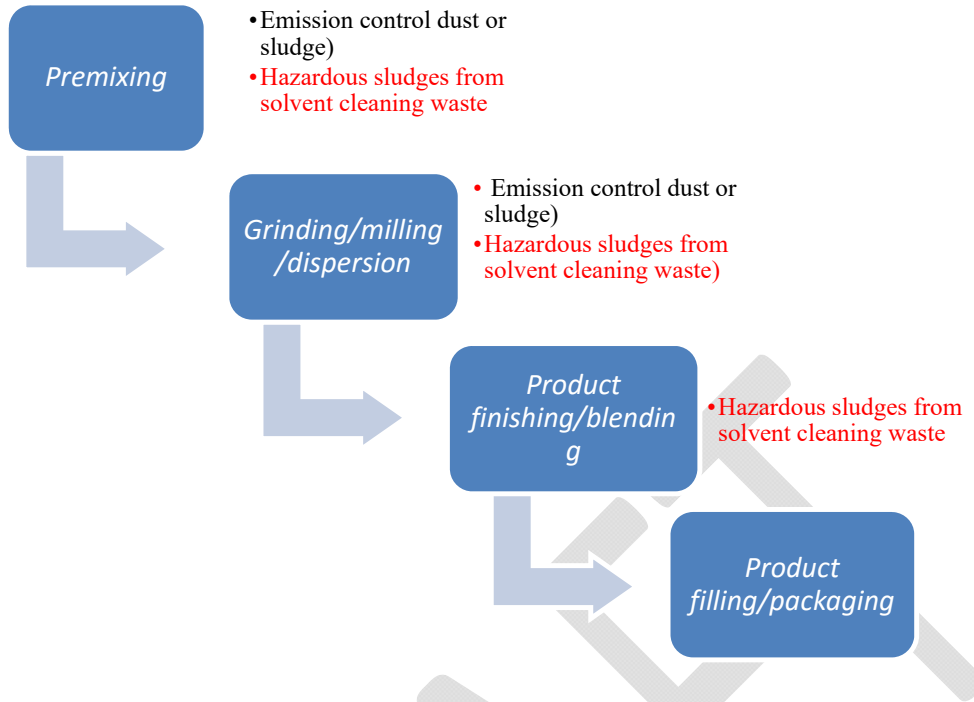 Premixing
•Emission control dust or
sludge)
•Hazardous sludges from
solvent cleaning waste
Grinding/milling
/dispersion
• Emission control dust or
sludge)
• Hazardous sludges from
solvent cleaning waste)
Product
finishing/blendin
g
•Hazardous sludges from
solvent cleaning waste
Product
filling/packaging